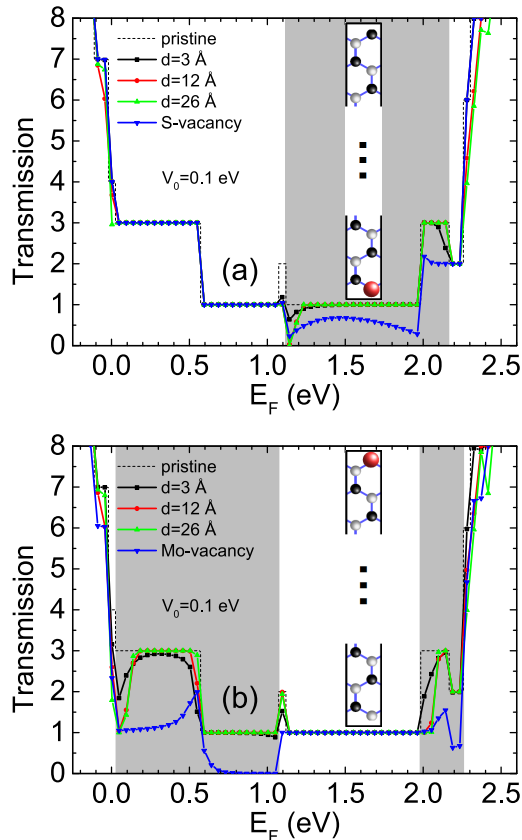 8
7
6
5
4
3
2
1
0
Transmission
pristine
d=3 Å
d=12 Å
d=26 Å
S-vacancy
V₀=0.1 eV
(a)
0.0 0.5 1.0 1.5 2.0 2.5
E_F (eV)
8
7
6
5
4
3
2
1
0
Transmission
pristine
d=3 Å
d=12 Å
d=26 Å
Mo-vacancy
V₀=0.1 eV
(b)
0.0 0.5 1.0 1.5 2.0 2.5
E_F (eV)